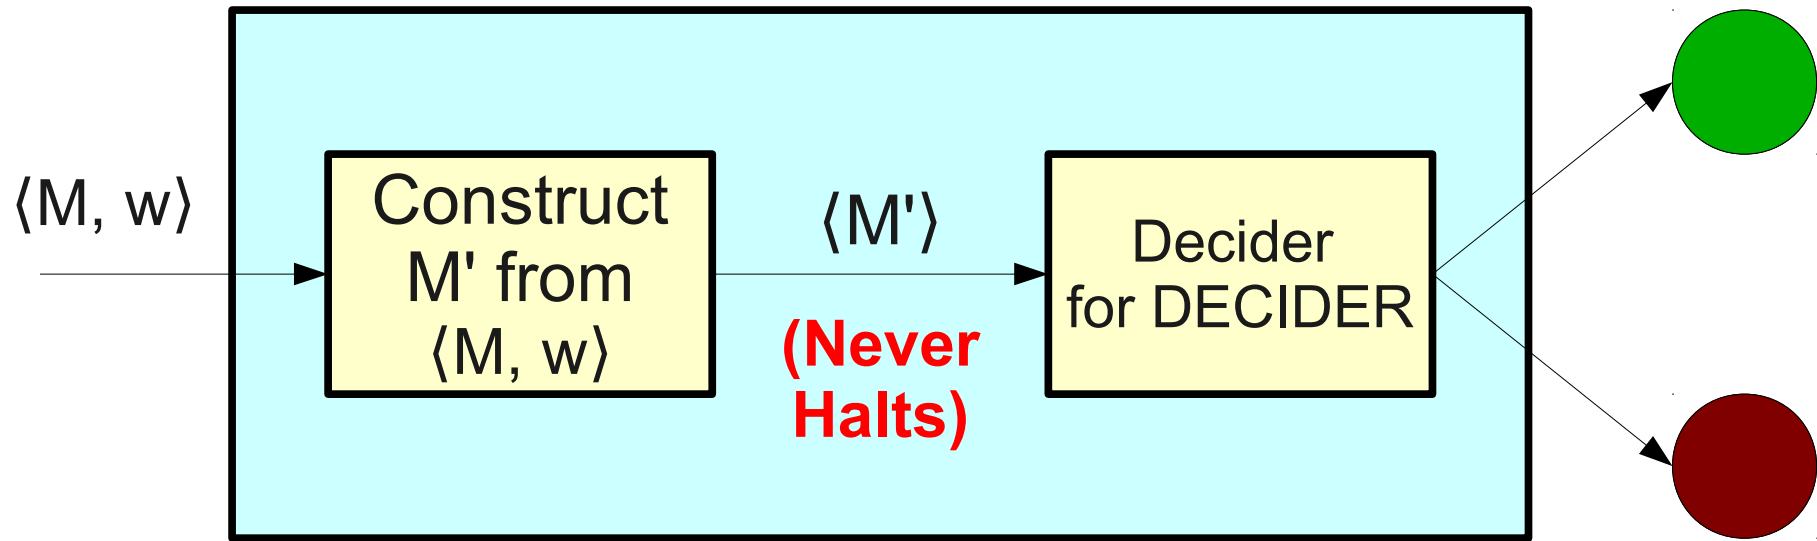 ⟨M, w⟩
Construct
M' from
⟨M, w⟩
⟨M'⟩
(Never
Halts)
Decider
for DECIDER